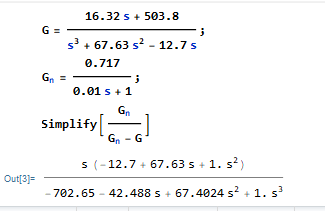 G = (16.32 s + 503.8)/(s³ + 67.63 s² - 12.7 s);
Gₙ = 0.717/(0.01 s + 1);
Simplify[Gₙ/(Gₙ - G)]
Out[3]= s (-12.7 + 67.63 s + 1. s²)/(-702.65 - 42.488 s + 67.4024 s² + 1. s³)